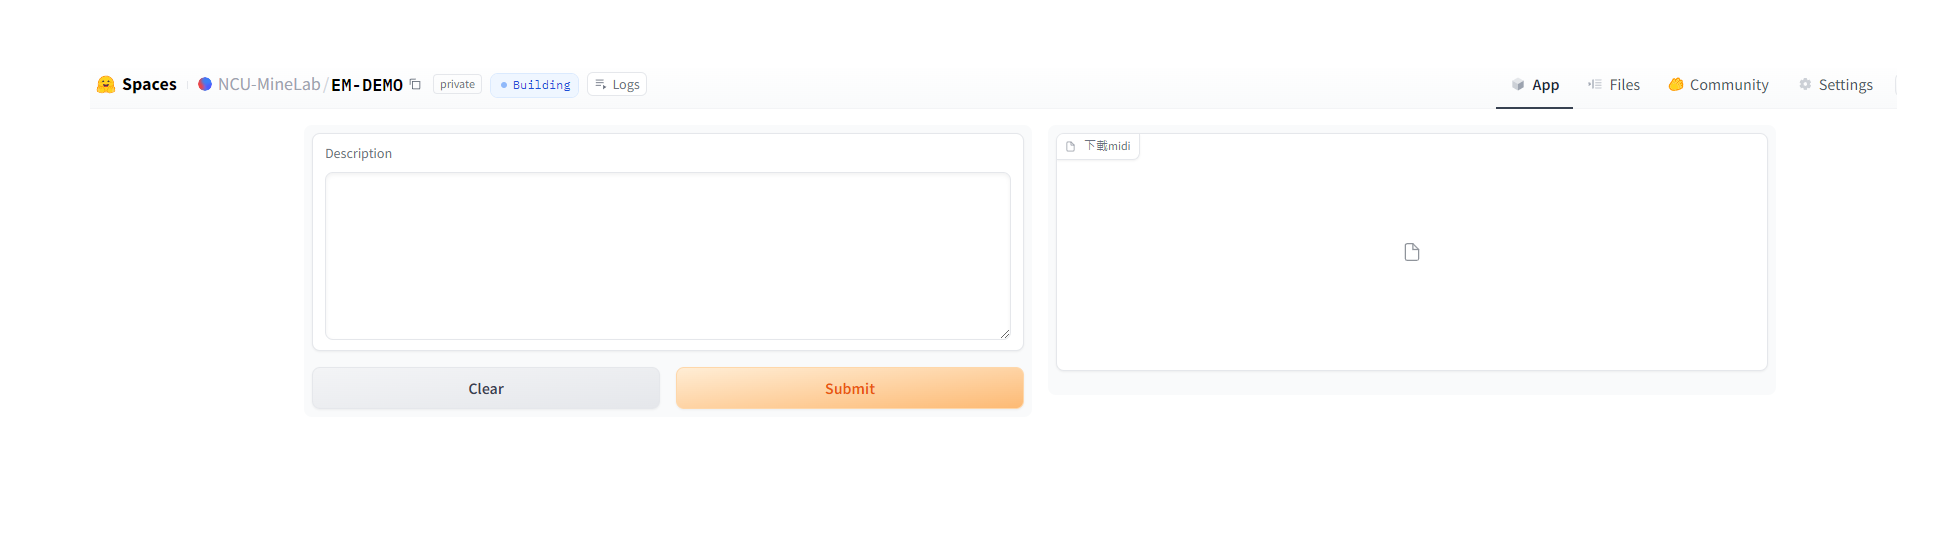 Spaces NCU-MineLab/EM-DEMO private Building Logs App Files Community Settings
Description
下載midi
Clear Submit